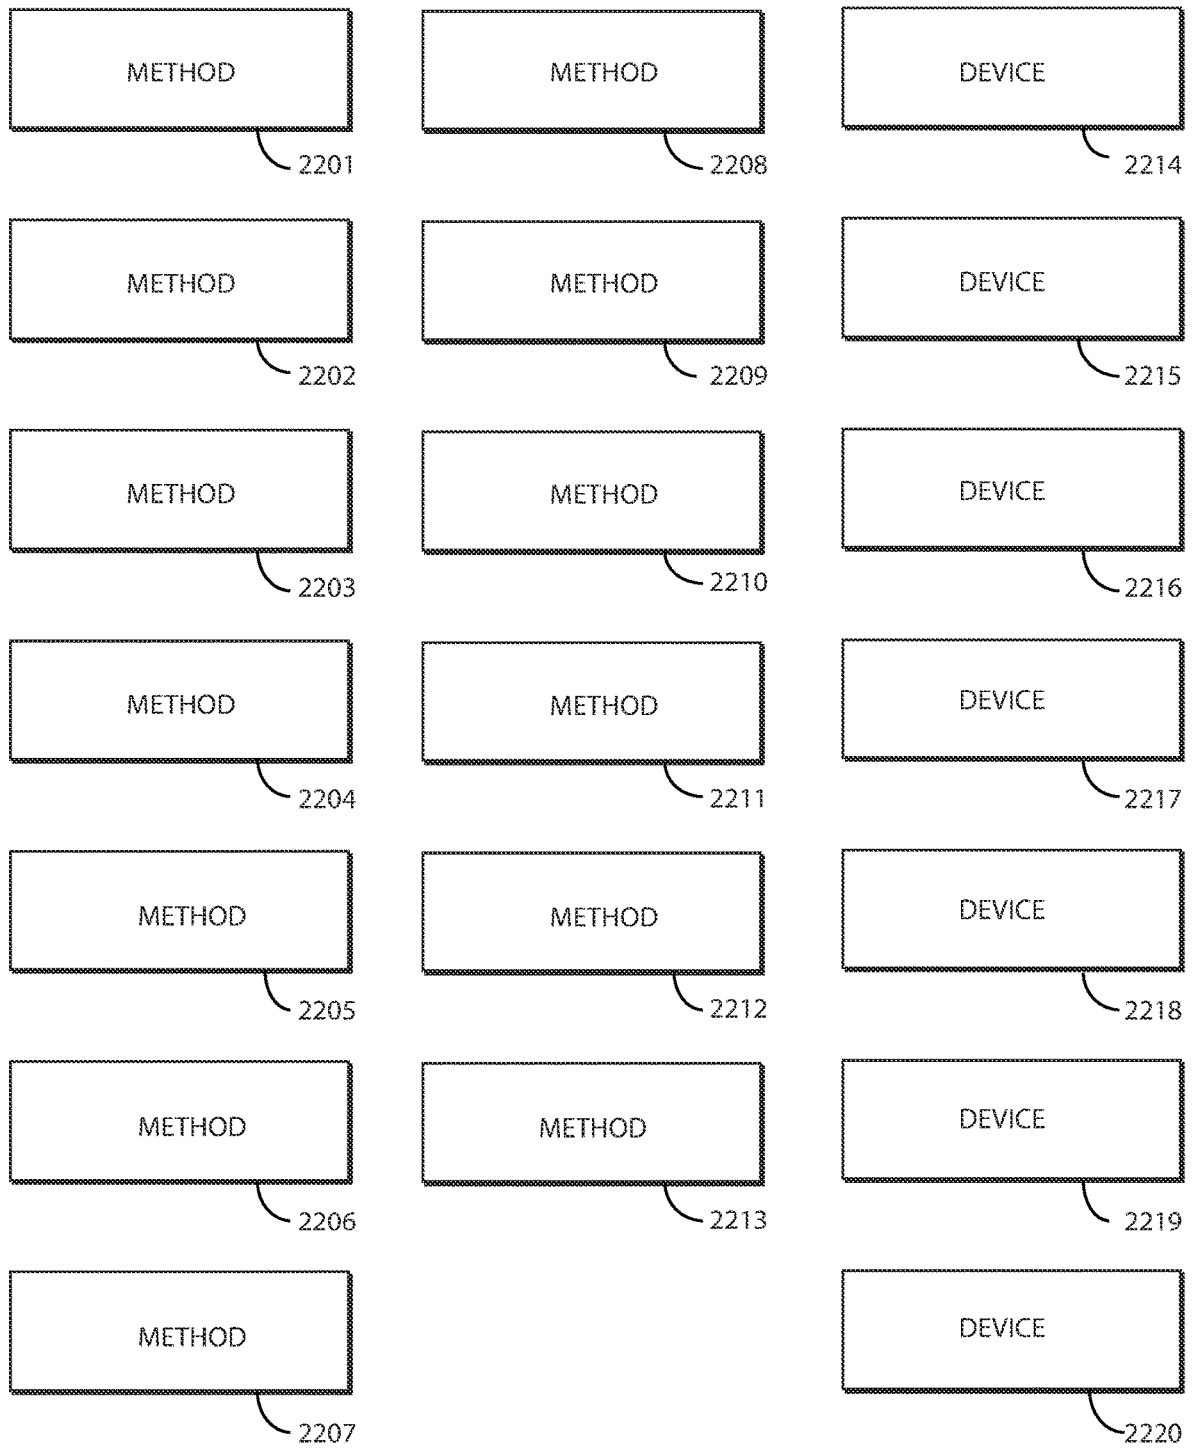 METHOD
2201
METHOD
2202
METHOD
2203
METHOD
2204
METHOD
2205
METHOD
2206
METHOD
2207
METHOD
2208
METHOD
2209
METHOD
2210
METHOD
2211
METHOD
2212
METHOD
2213
DEVICE
2214
DEVICE
2215
DEVICE
2216
DEVICE
2217
DEVICE
2218
DEVICE
2219
DEVICE
2220